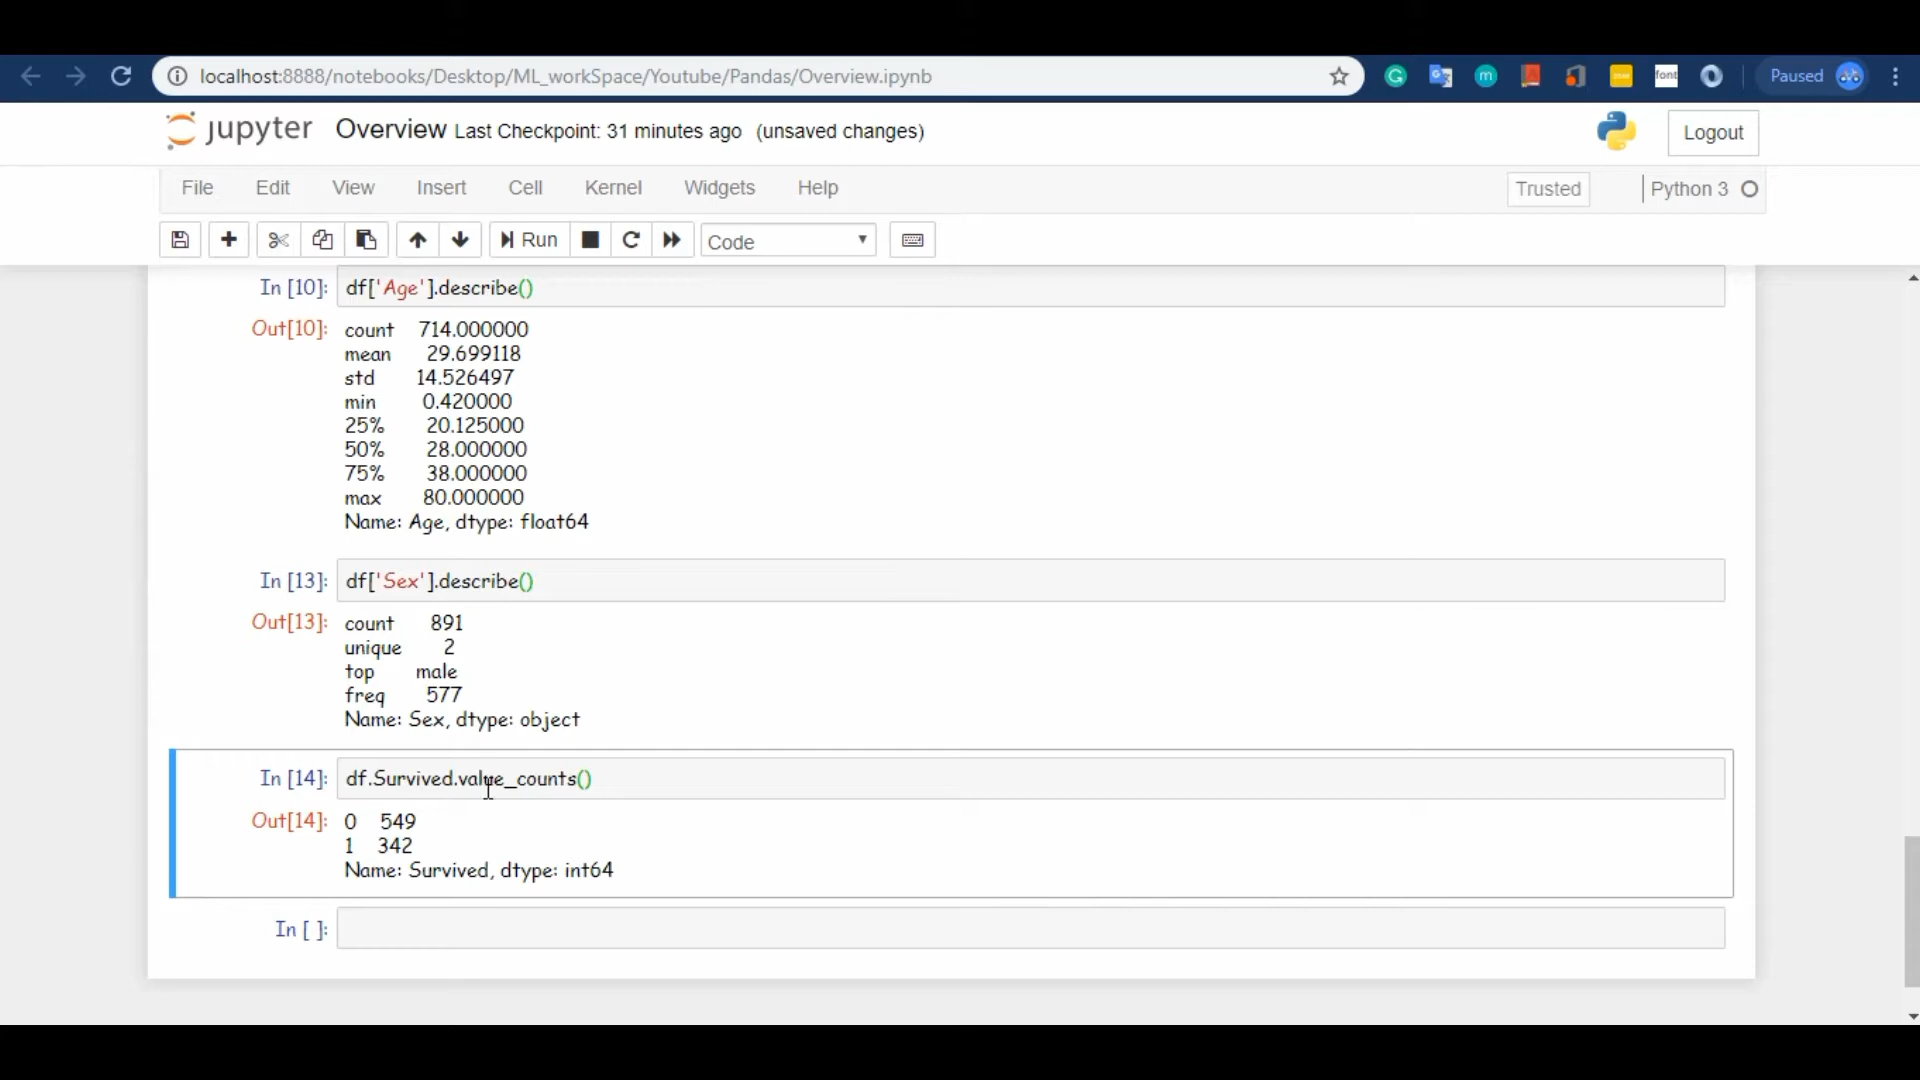 localhost:8888/notebooks/Desktop/ML_workSpace/Youtube/Pandas/Overview.ipynb
font
Paused
jupyter Overview Last Checkpoint: 31 minutes ago (unsaved changes)
Logout
File Edit View Insert Cell Kernel Widgets Help
Trusted Python 3
Run Code
In [10]: df['Age'].describe()
Out[10]: count 714.000000
mean 29.699118
std 14.526497
min 0.420000
25% 20.125000
50% 28.000000
75% 38.000000
max 80.000000
Name: Age, dtype: float64
In [13]: df['Sex'].describe()
Out[13]: count 891
unique 2
top male
freq 577
Name: Sex, dtype: object
In [14]: df.Survived.value_counts()
Out[14]: 0 549
1 342
Name: Survived, dtype: int64
In [ ]: